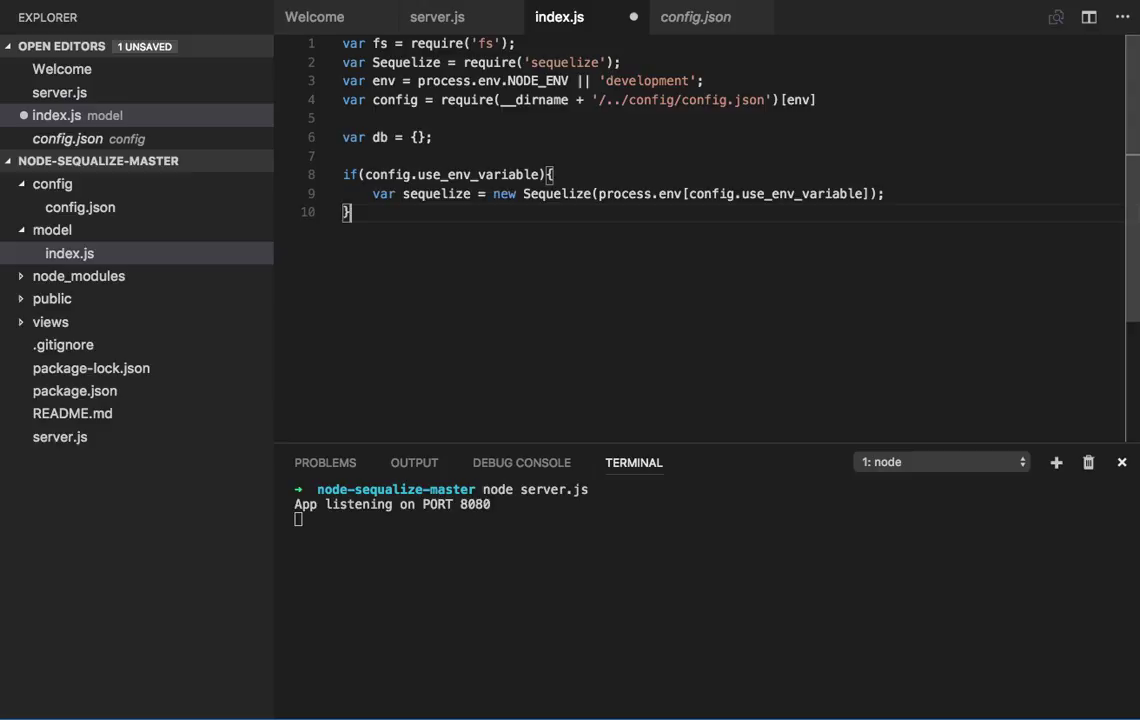 EXPLORER
OPEN EDITORS 1 UNSAVED
Welcome
server.js
index.js model
config.json config
NODE-SEQUALIZE-MASTER
config
config.json
model
index.js
node_modules
public
views
.gitignore
package-lock.json
package.json
README.md
server.js
Welcome server.js index.js config.json
1 var fs = require('fs');
2 var Sequelize = require('sequelize');
3 var env = process.env.NODE_ENV || 'development';
4 var config = require(__dirname + '/../config/config.json')[env]
5
6 var db = {};
7
8 if(config.use_env_variable){
9 var sequelize = new Sequelize(process.env[config.use_env_variable]);
10 }
PROBLEMS OUTPUT DEBUG CONSOLE TERMINAL 1: node
➜ node-sequalize-master node server.js
App listening on PORT 8080